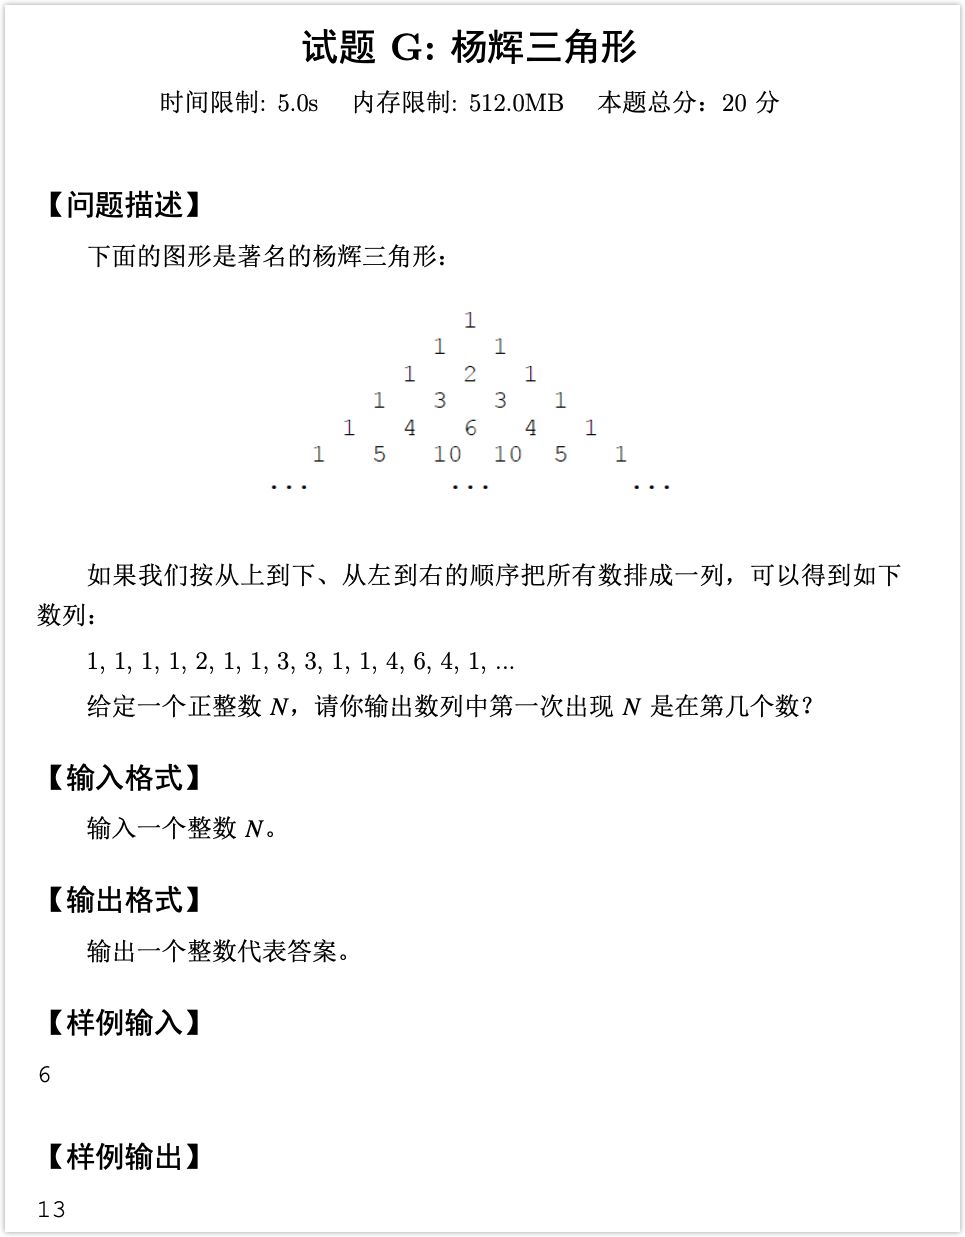 试题 G: 杨辉三角形
时间限制: 5.0s 内存限制: 512.0MB 本题总分：20 分
【问题描述】
下面的图形是著名的杨辉三角形：
1
1 1
1 2 1
1 3 3 1
1 4 6 4 1
1 5 10 10 5 1
... ... ...
如果我们按从上到下、从左到右的顺序把所有数排成一列，可以得到如下
数列：
1, 1, 1, 1, 2, 1, 1, 3, 3, 1, 1, 4, 6, 4, 1, ...
给定一个正整数 N，请你输出数列中第一次出现 N 是在第几个数？
【输入格式】
输入一个整数 N。
【输出格式】
输出一个整数代表答案。
【样例输入】
6
【样例输出】
13